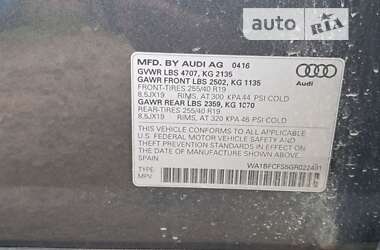 auto RIA
MFD. BY AUDI AG 0416
GVWR LBS 4707, KG 2135
GAWR FRONT LBS 2502, KG 1135
FRONT-TIRES 255/40 R19
8,5JX19 RIMS, AT 300 KPA 44 PSI COLD
GAWR REAR LBS 2359, KG 1070
REAR-TIRES 255/40 R19
8,5JX19 RIMS, AT 320 KPA 46 PSI COLD
THIS VEHICLE CONFORMS TO ALL APPLICABLE
U.S. FEDERAL MOTOR VEHICLE SAFETY AND
THEFT PREVENTION STANDARDS IN EFFECT ON
THE DATE OF MANUFACTURE SHOWN ABOVE.
SPAIN WA1BFCFS5GR022491
TYPE: MPV